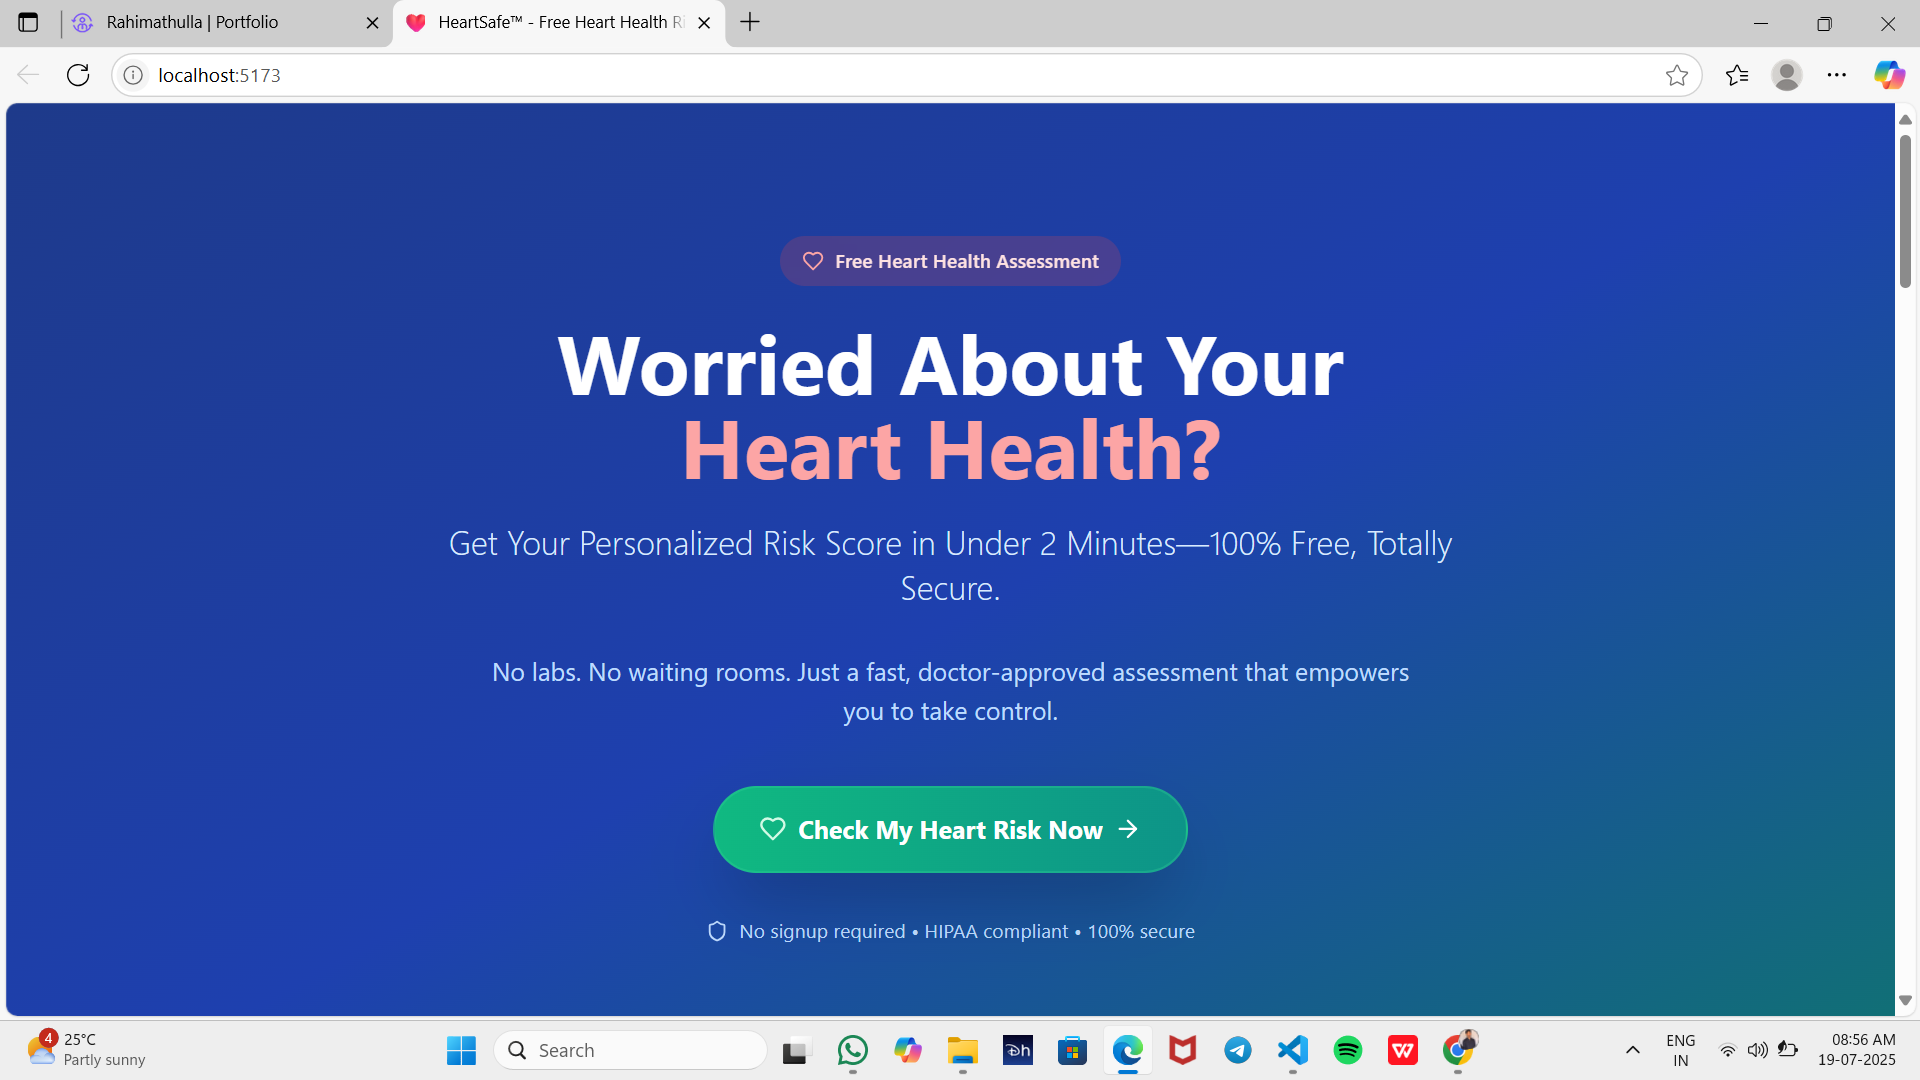 Rahimathulla | Portfolio
HeartSafe™ - Free Heart Health Ri
localhost:5173
Free Heart Health Assessment
Worried About Your
Heart Health?
Get Your Personalized Risk Score in Under 2 Minutes—100% Free, Totally
Secure.
No labs. No waiting rooms. Just a fast, doctor-approved assessment that empowers
you to take control.
Check My Heart Risk Now
No signup required • HIPAA compliant • 100% secure
4
25°C
Partly sunny
Search
Dh
W
ENG
IN
08:56 AM
19-07-2025